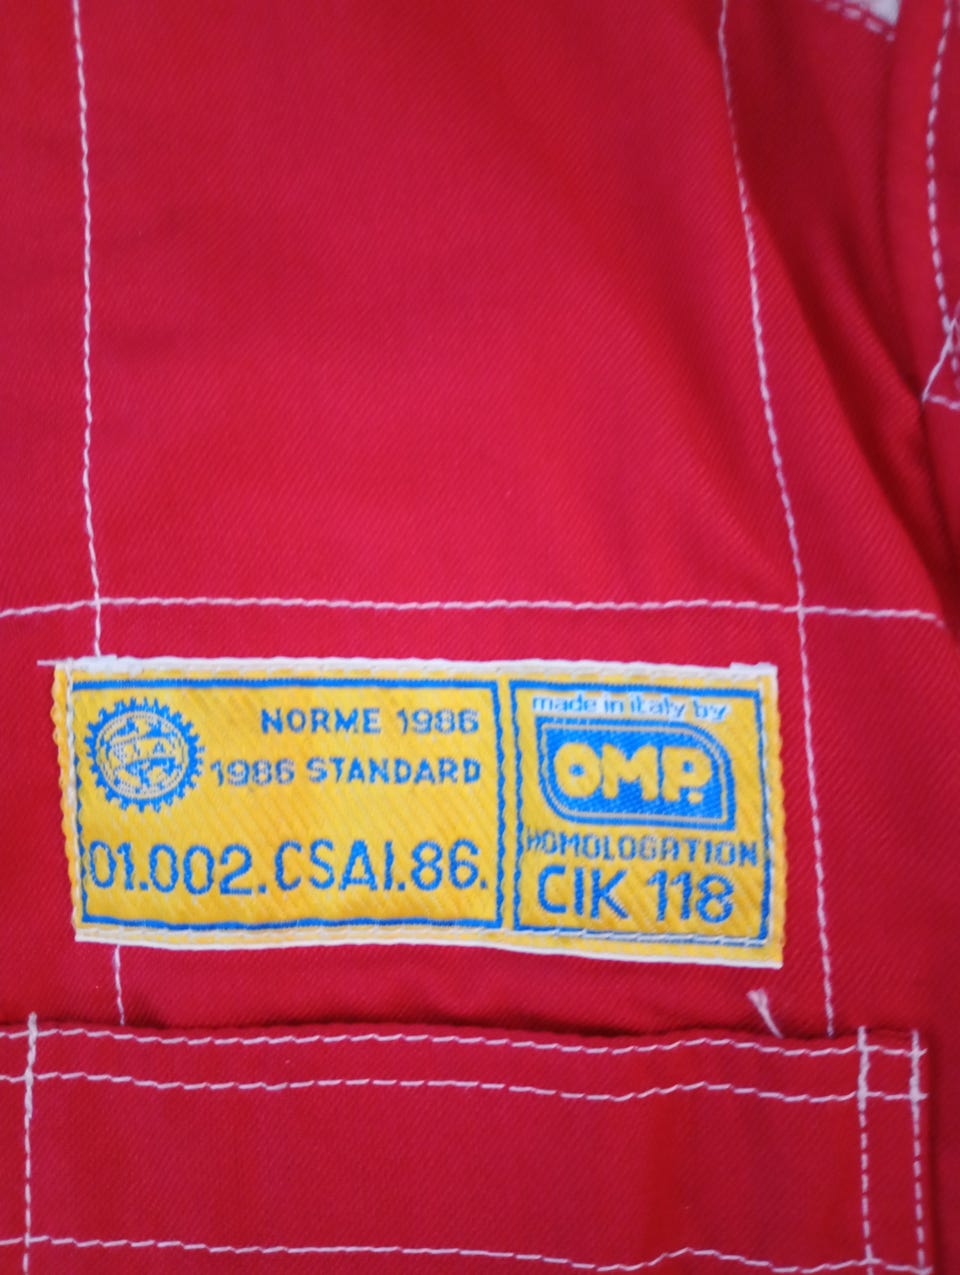 NORME 1986
1986 STANDARD
01.002.CSAI.86.
made in italy by
OMP.
HOMOLOGATION
CIK 118